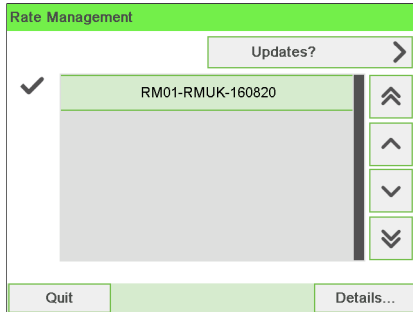 Rate Management
Updates?
RM01-RMUK-160820
Quit
Details...